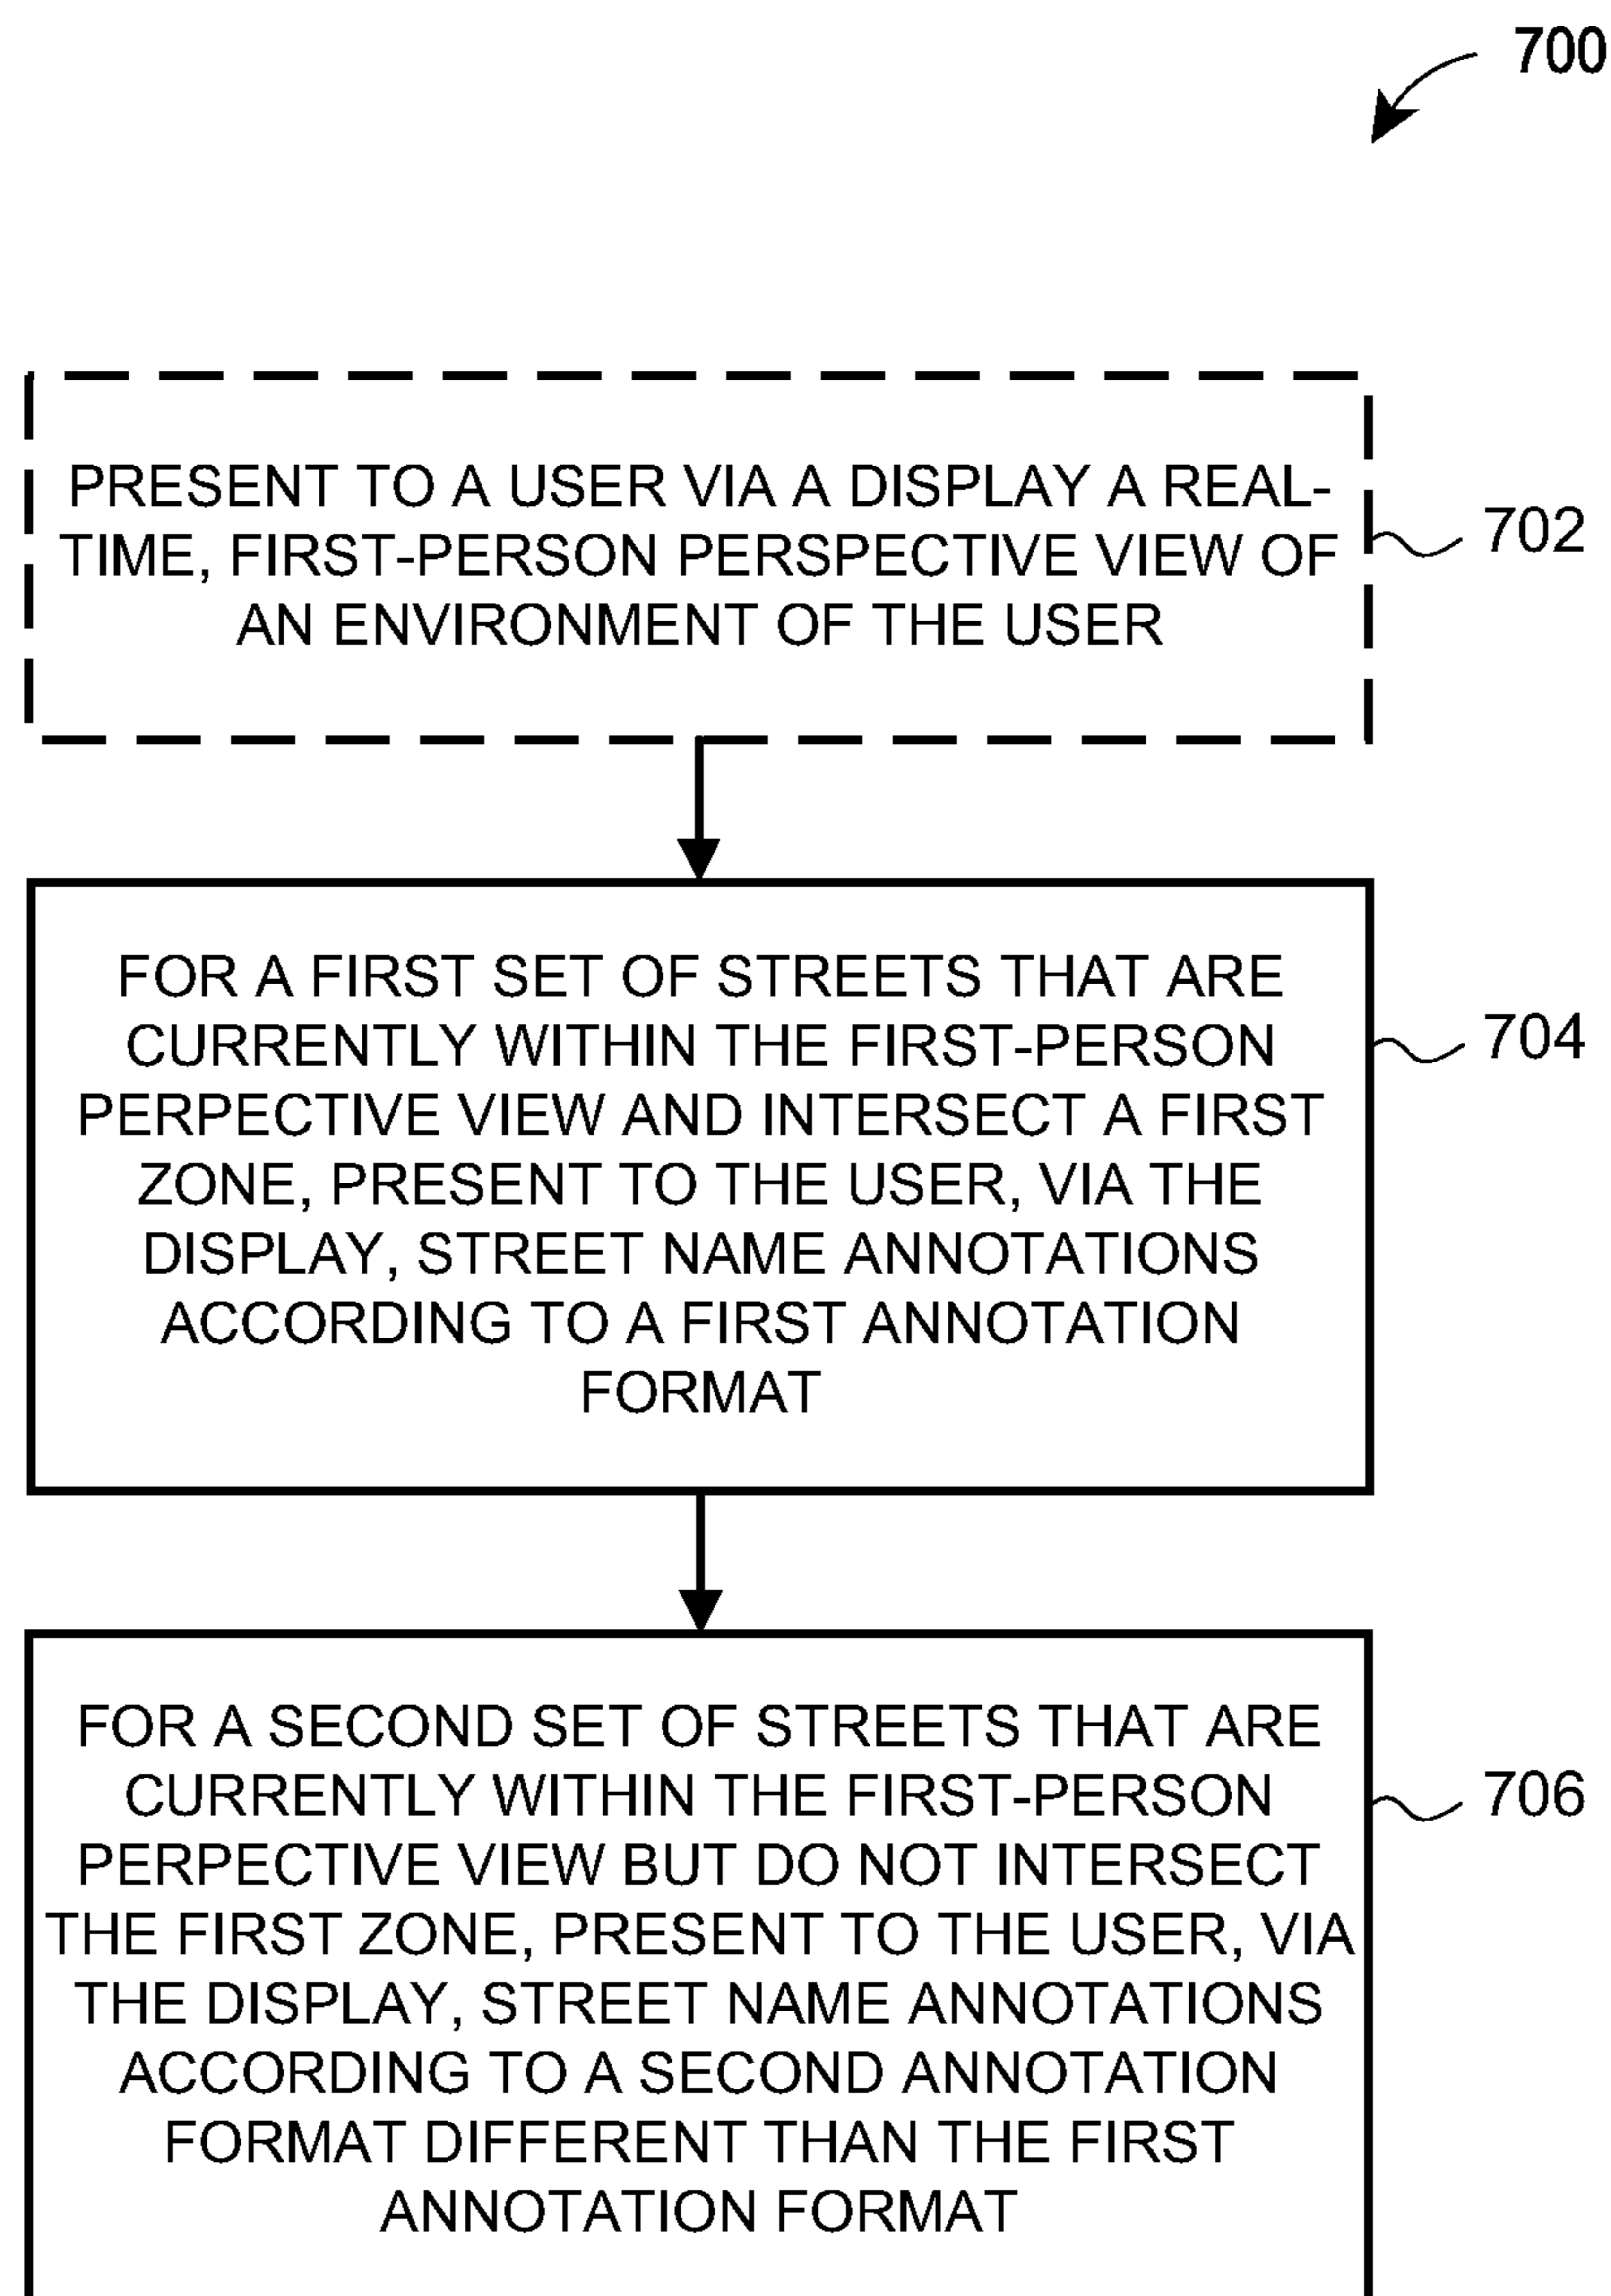 700
PRESENT TO A USER VIA A DISPLAY A REAL-
TIME, FIRST-PERSON PERSPECTIVE VIEW OF
AN ENVIRONMENT OF THE USER
702
FOR A FIRST SET OF STREETS THAT ARE
CURRENTLY WITHIN THE FIRST-PERSON
PERPECTIVE VIEW AND INTERSECT A FIRST
ZONE, PRESENT TO THE USER, VIA THE
DISPLAY, STREET NAME ANNOTATIONS
ACCORDING TO A FIRST ANNOTATION
FORMAT
704
FOR A SECOND SET OF STREETS THAT ARE
CURRENTLY WITHIN THE FIRST-PERSON
PERPECTIVE VIEW BUT DO NOT INTERSECT
THE FIRST ZONE, PRESENT TO THE USER, VIA
THE DISPLAY, STREET NAME ANNOTATIONS
ACCORDING TO A SECOND ANNOTATION
FORMAT DIFFERENT THAN THE FIRST
ANNOTATION FORMAT
706